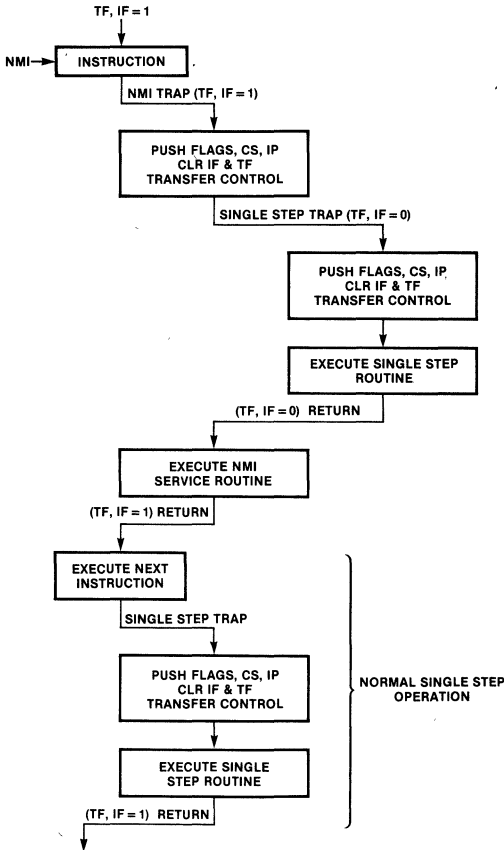 TF, IF = 1
NMI
INSTRUCTION
NMI TRAP (TF, IF = 1)
PUSH FLAGS, CS, IP
CLR IF & TF
TRANSFER CONTROL
SINGLE STEP TRAP (TF, IF = 0)
PUSH FLAGS, CS, IP
CLR IF & TF
TRANSFER CONTROL
EXECUTE SINGLE STEP
ROUTINE
(TF, IF = 0) RETURN
EXECUTE NMI
SERVICE ROUTINE
(TF, IF = 1) RETURN
EXECUTE NEXT
INSTRUCTION
SINGLE STEP TRAP
PUSH FLAGS, CS, IP
CLR IF & TF
TRANSFER CONTROL
NORMAL SINGLE STEP
OPERATION
EXECUTE SINGLE
STEP ROUTINE
(TF, IF = 1) RETURN